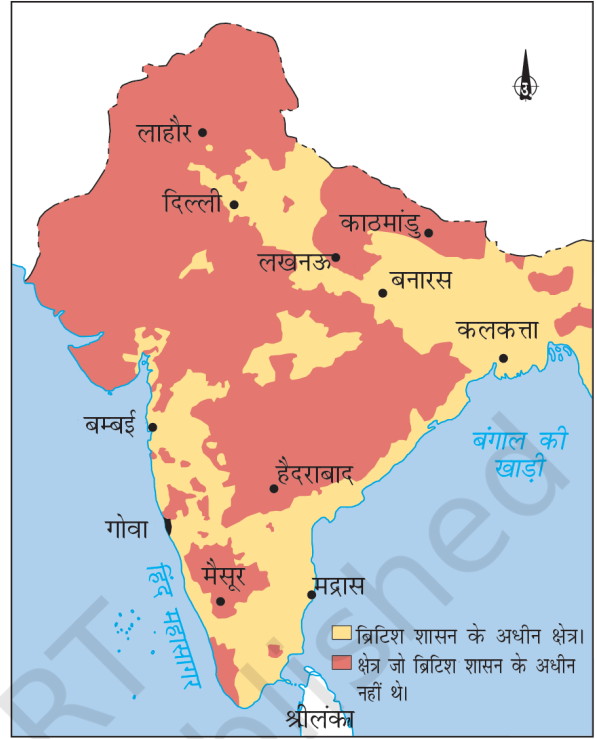 उ
लाहौर
दिल्ली
काठमांडु
लखनऊ
बनारस
कलकत्ता
बम्बई
बंगाल की
खाड़ी
हैदराबाद
गोवा
मैसूर
मद्रास
हिंद महासागर
ब्रिटिश शासन के अधीन क्षेत्र।
क्षेत्र जो ब्रिटिश शासन के अधीन
नहीं थे।
श्रीलंका